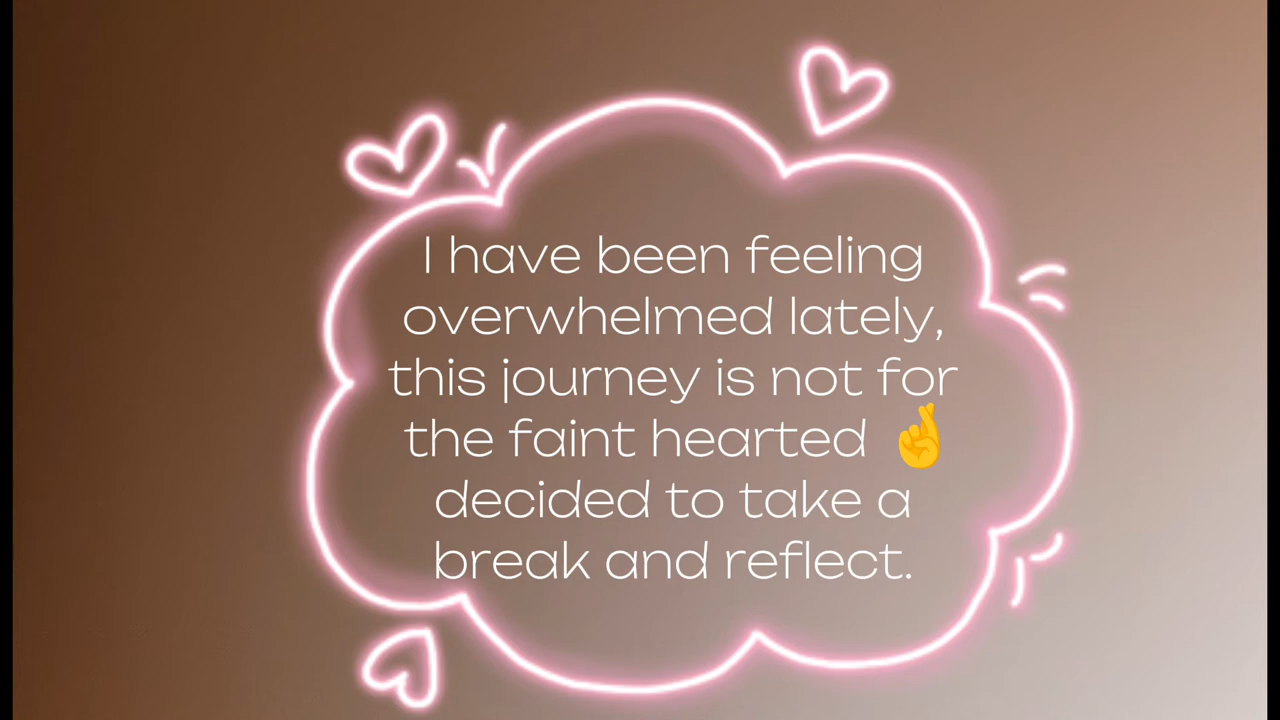 I have been feeling
overwhelmed lately,
this journey is not for
the faint hearted 🤞
decided to take a
break and reflect.